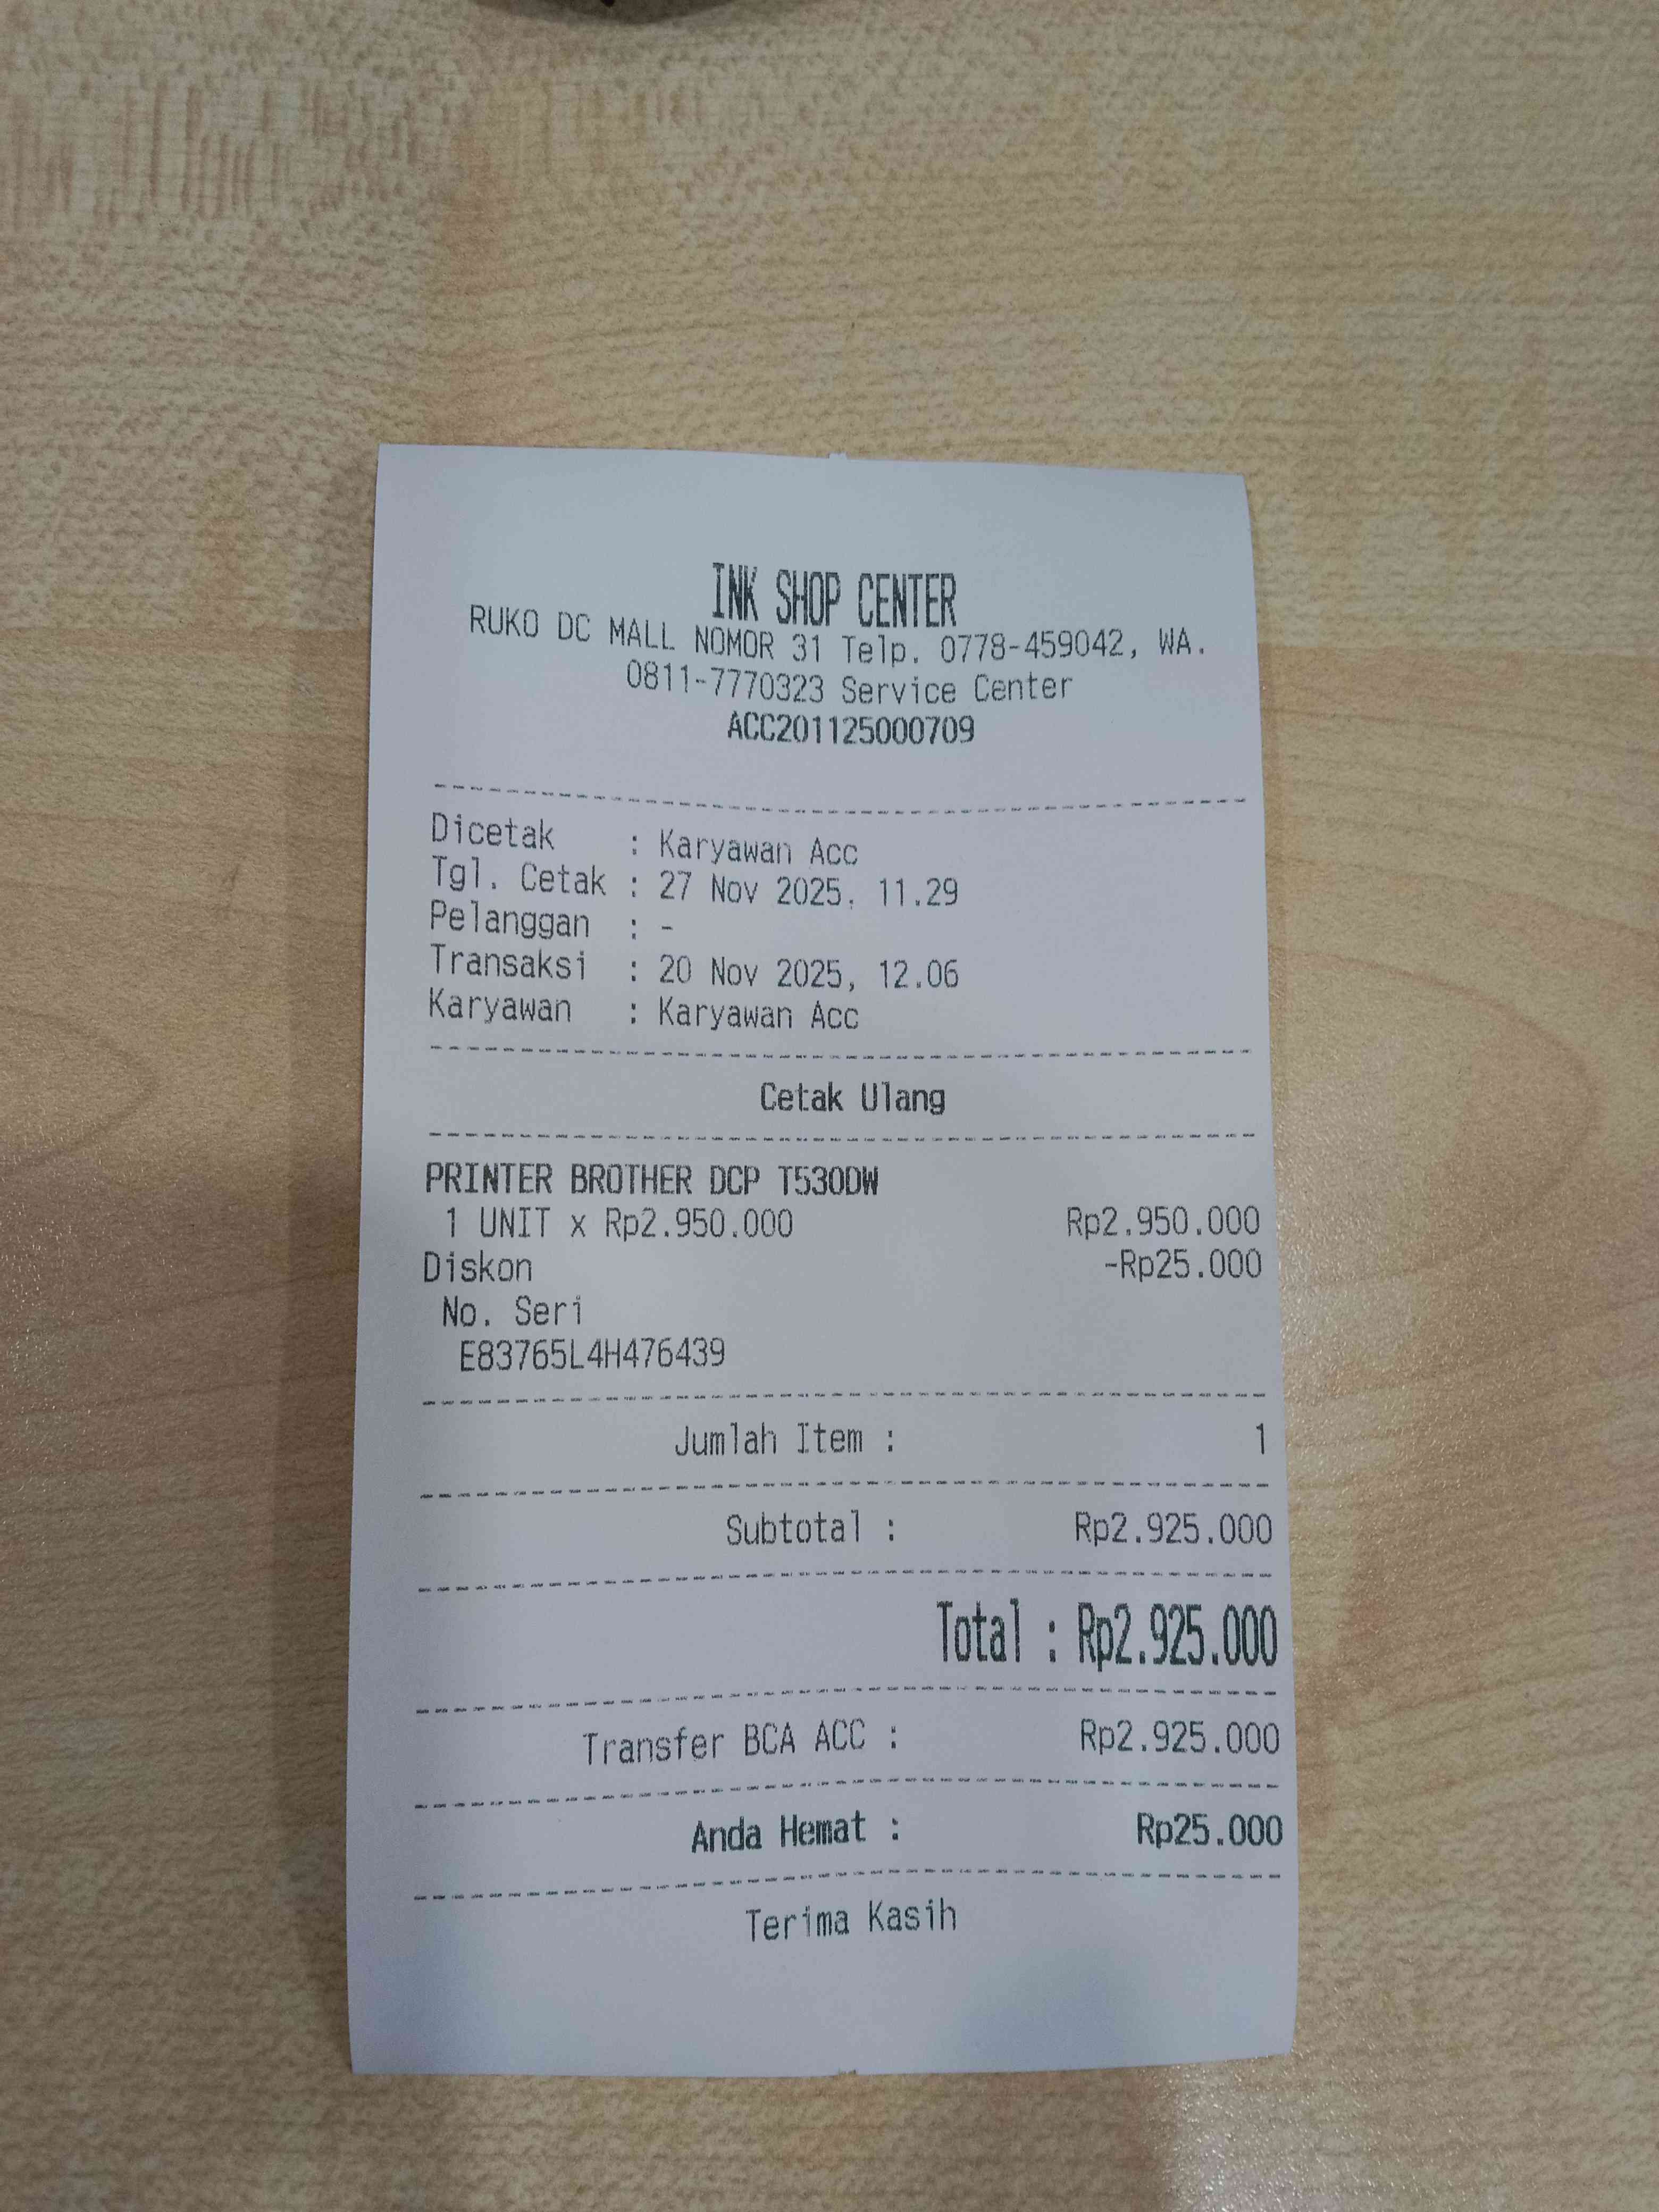 INK SHOP CENTER
RUKO DC MALL NOMOR 31 Telp. 0778-459042, WA.
0811-7770323 Service Center
ACC201125000709
Dicetak : Karyawan Acc
Tgl. Cetak : 27 Nov 2025, 11.29
Pelanggan : -
Transaksi : 20 Nov 2025, 12.06
Karyawan : Karyawan Acc
Cetak Ulang
PRINTER BROTHER DCP T530DW
1 UNIT x Rp2.950.000 Rp2.950.000
Diskon -Rp25.000
No. Seri
E83765L4H476439
Jumlah Item : 1
Subtotal : Rp2.925.000
Total : Rp2.925.000
Transfer BCA ACC : Rp2.925.000
Anda Hemat : Rp25.000
Terima Kasih